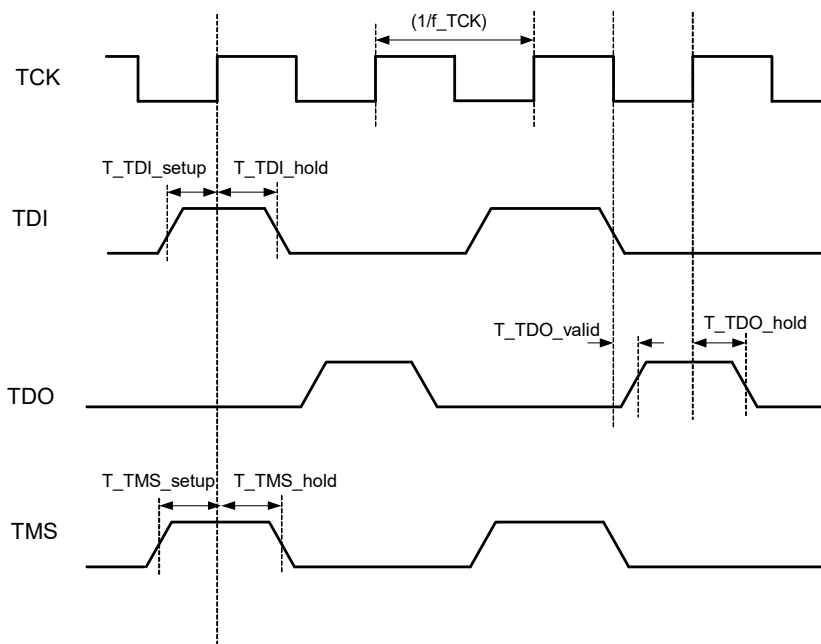 (1/f_TCK)
TCK
T_TDI_setup T_TDI_hold
TDI
T_TDO_valid T_TDO_hold
TDO
T_TMS_setup T_TMS_hold
TMS